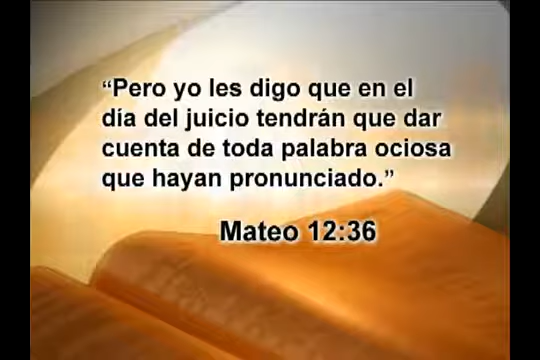 “Pero yo les digo que en el
día del juicio tendrán que dar
cuenta de toda palabra ociosa
que hayan pronunciado.”
Mateo 12:36